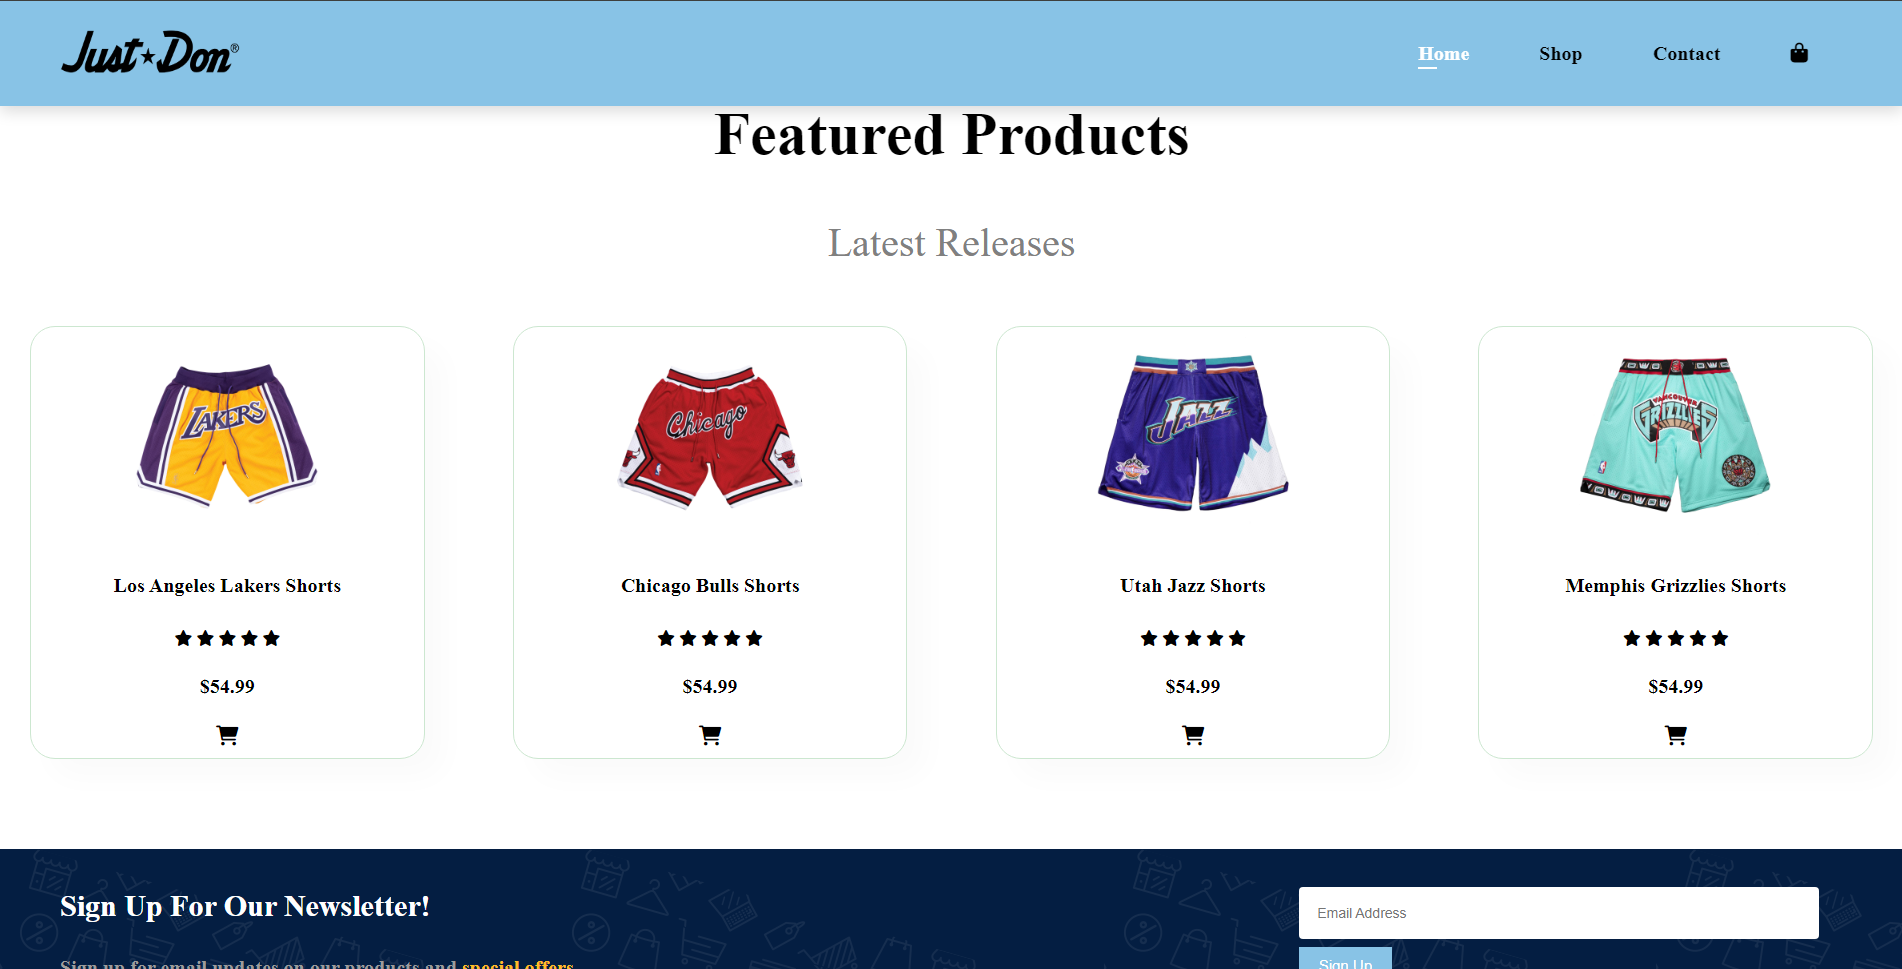 Just★Don®
Home Shop Contact
Featured Products
Latest Releases
LAKERS
Chicago
JAZZ
VANCOUVER
GRIZZLIES
Los Angeles Lakers Shorts
Chicago Bulls Shorts
Utah Jazz Shorts
Memphis Grizzlies Shorts
$54.99
$54.99
$54.99
$54.99
Sign Up For Our Newsletter!
Email Address
Sign up for email updates on our products and special offers
Sign Up